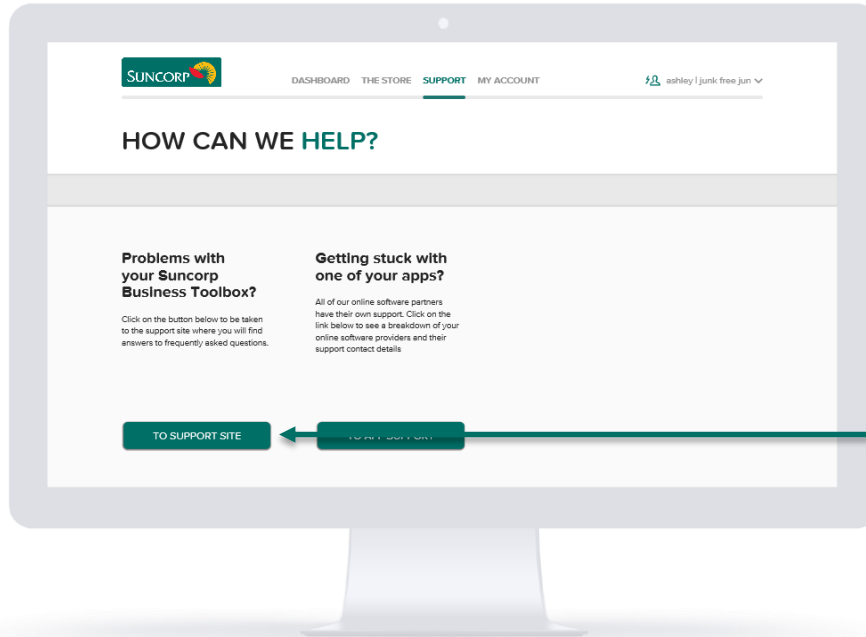 SUNCORP
DASHBOARD THE STORE SUPPORT MY ACCOUNT
ashley | junk free jun
HOW CAN WE HELP?
Problems with
your Suncorp
Business Toolbox?
Click on the button below to be taken
to the support site where you will find
answers to frequently asked questions.
Getting stuck with
one of your apps?
All of our online software partners
have their own support. Click on the
link below to see a breakdown of your
online software providers and their
support contact details
TO SUPPORT SITE
TO APP SUPPORT